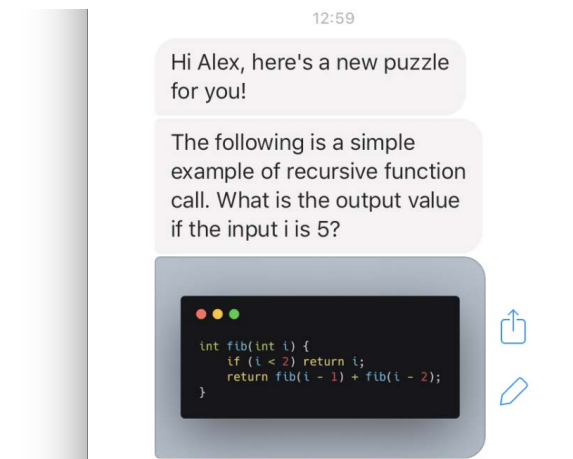 12:59
Hi Alex, here's a new puzzle
for you!
The following is a simple
example of recursive function
call. What is the output value
if the input i is 5?
int fib(int i) {
    if (i < 2) return i;
    return fib(i - 1) + fib(i - 2);
}